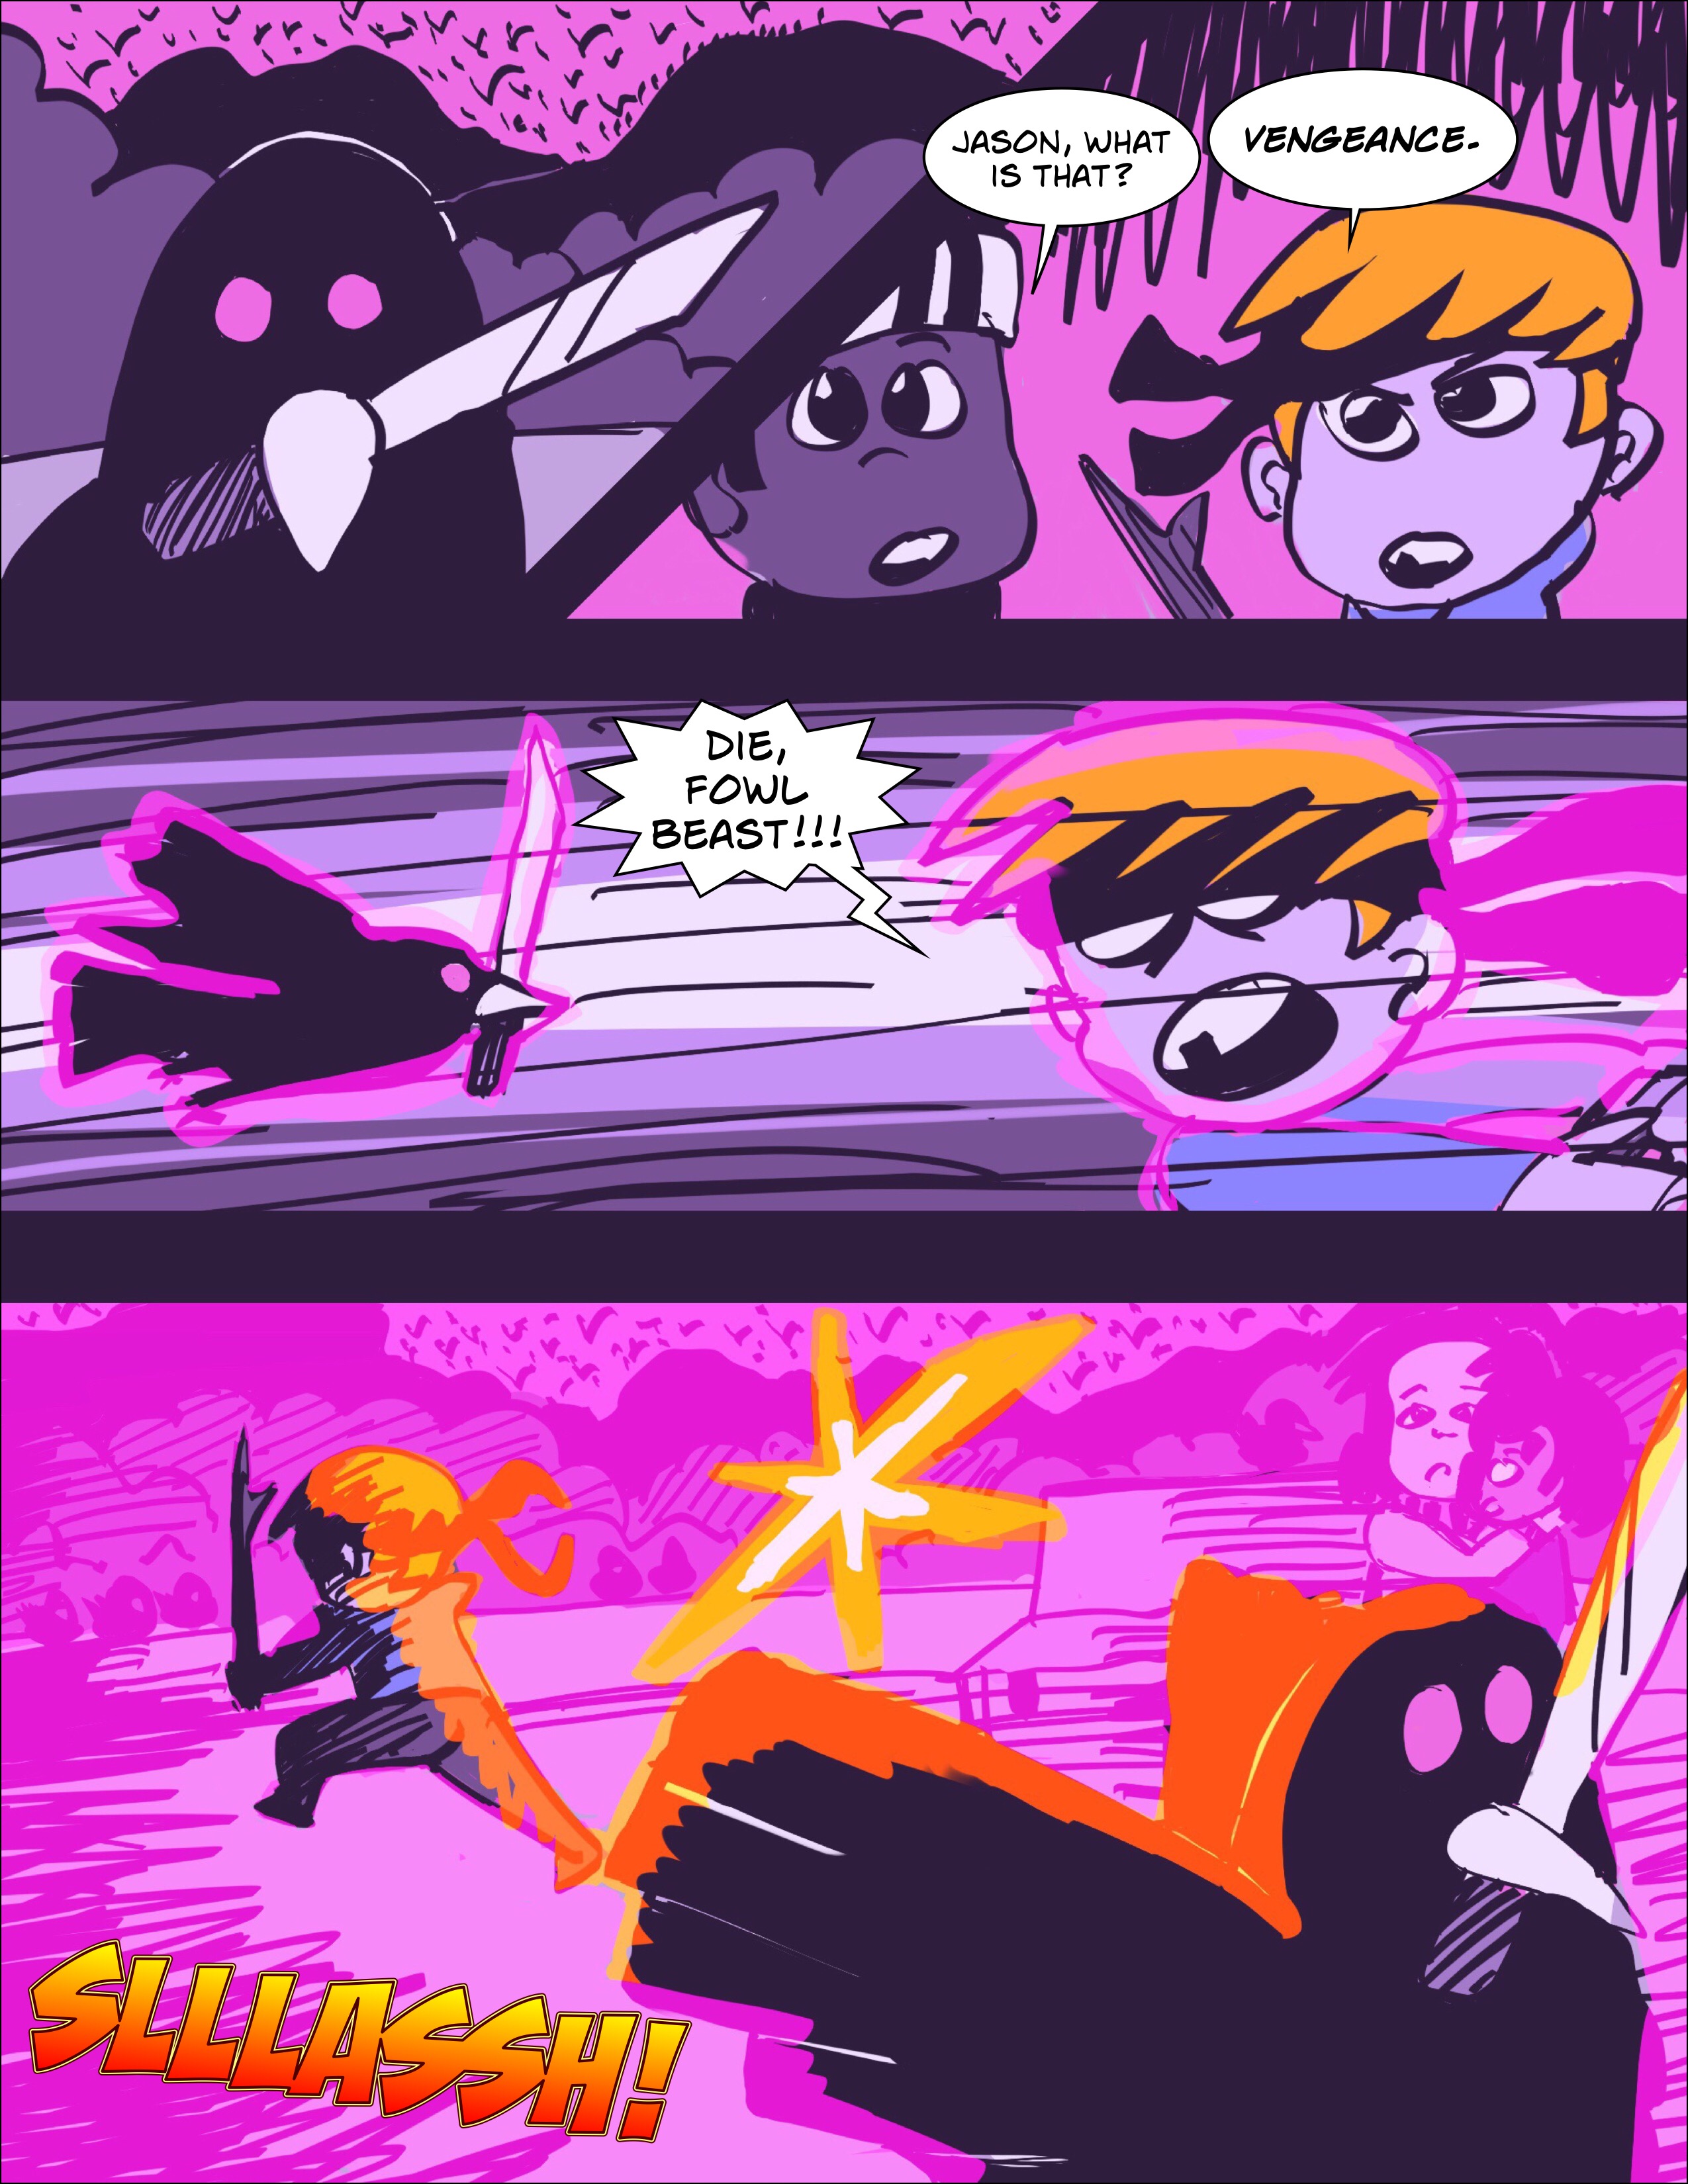 JASON, WHAT
IS THAT?
VENGEANCE.
DIE,
FOWL
BEAST!!!
SLLLASSH!